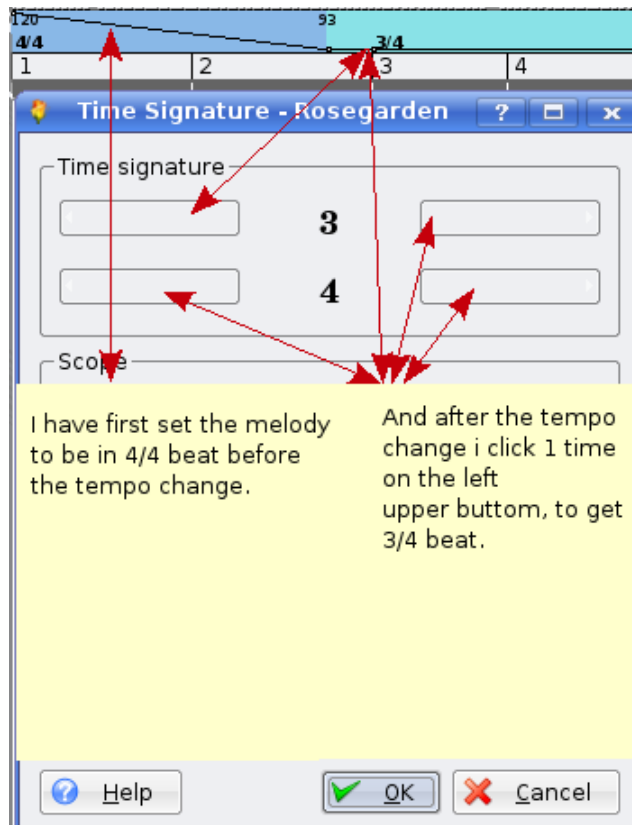 120 93
4/4 3/4
1 2 3 4
Time Signature - Rosegarden ?
Time signature
3
4
Scope
I have first set the melody
to be in 4/4 beat before
the tempo change.
And after the tempo
change i click 1 time
on the left
upper buttom, to get
3/4 beat.
? Help OK Cancel